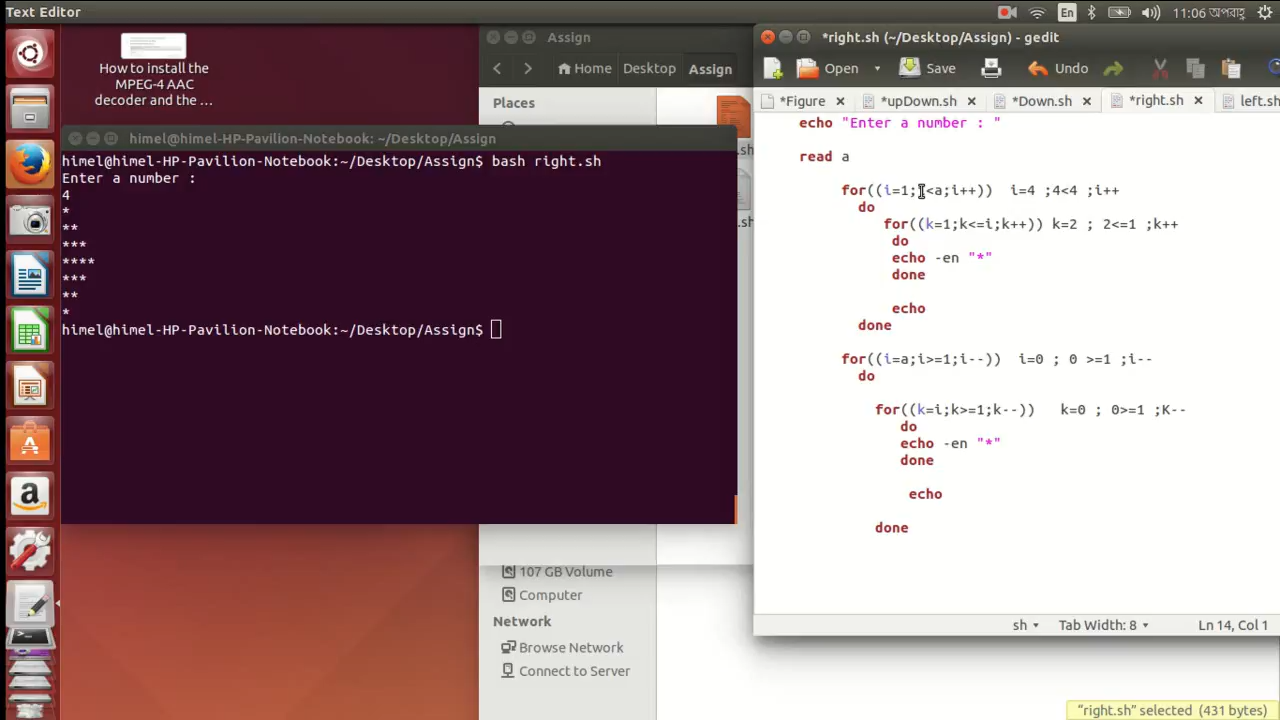 Text Editor
En
11:06 অপরাহ্ণ
How to install the
MPEG-4 AAC
decoder and the …
Assign
Home
Desktop
Assign
Places
himel@himel-HP-Pavilion-Notebook: ~/Desktop/Assign
himel@himel-HP-Pavilion-Notebook:~/Desktop/Assign$ bash right.sh
Enter a number :
4
*
**
***
****
***
**
*
himel@himel-HP-Pavilion-Notebook:~/Desktop/Assign$
107 GB Volume
Computer
Network
Browse Network
Connect to Server
*right.sh (~/Desktop/Assign) - gedit
Open
Save
Undo
*Figure
*upDown.sh
*Down.sh
*right.sh
left.sh
echo "Enter a number : "
read a
for((i=1;i<a;i++)) i=4 ;4<4 ;i++
do
for((k=1;k<=i;k++)) k=2 ; 2<=1 ;k++
do
echo -en "*"
done
echo
done
for((i=a;i>=1;i--)) i=0 ; 0 >=1 ;i--
do
for((k=i;k>=1;k--)) k=0 ; 0>=1 ;K--
do
echo -en "*"
done
echo
done
sh
Tab Width: 8
Ln 14, Col 1
"right.sh" selected (431 bytes)